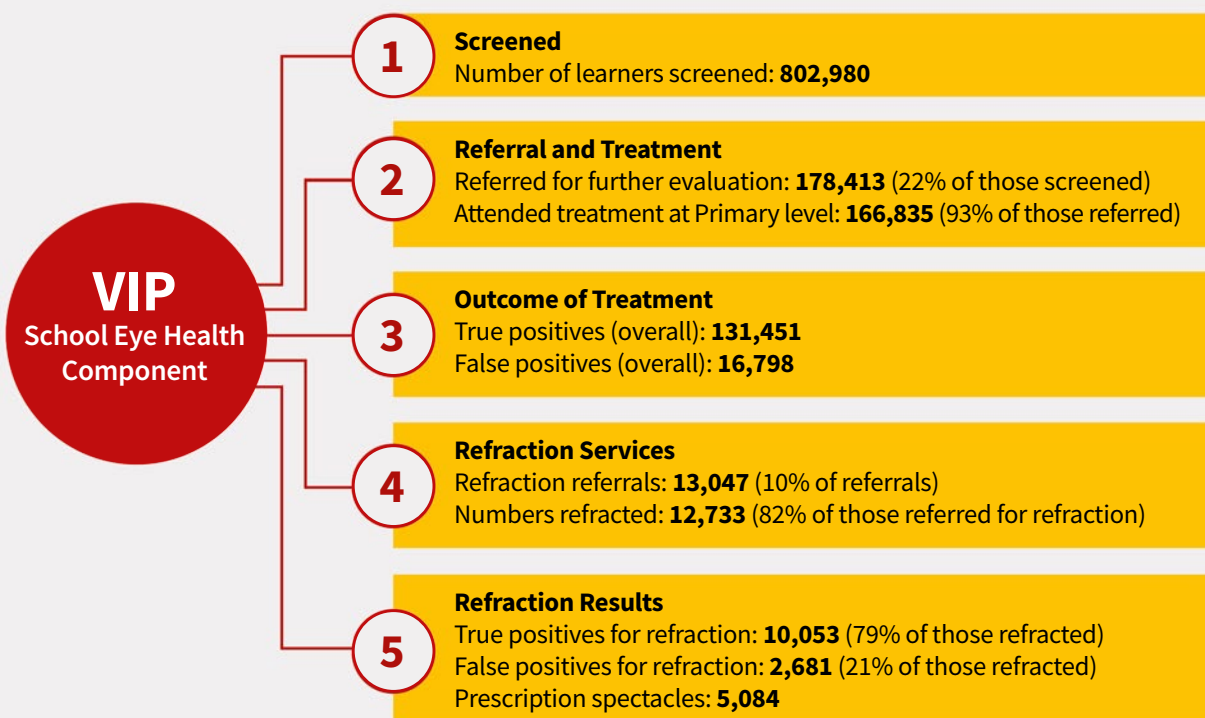 VIP
School Eye Health
Component
1
Screened
Number of learners screened: 802,980
2
Referral and Treatment
Referred for further evaluation: 178,413 (22% of those screened)
Attended treatment at Primary level: 166,835 (93% of those referred)
3
Outcome of Treatment
True positives (overall): 131,451
False positives (overall): 16,798
4
Refraction Services
Refraction referrals: 13,047 (10% of referrals)
Numbers refracted: 12,733 (82% of those referred for refraction)
5
Refraction Results
True positives for refraction: 10,053 (79% of those refracted)
False positives for refraction: 2,681 (21% of those refracted)
Prescription spectacles: 5,084